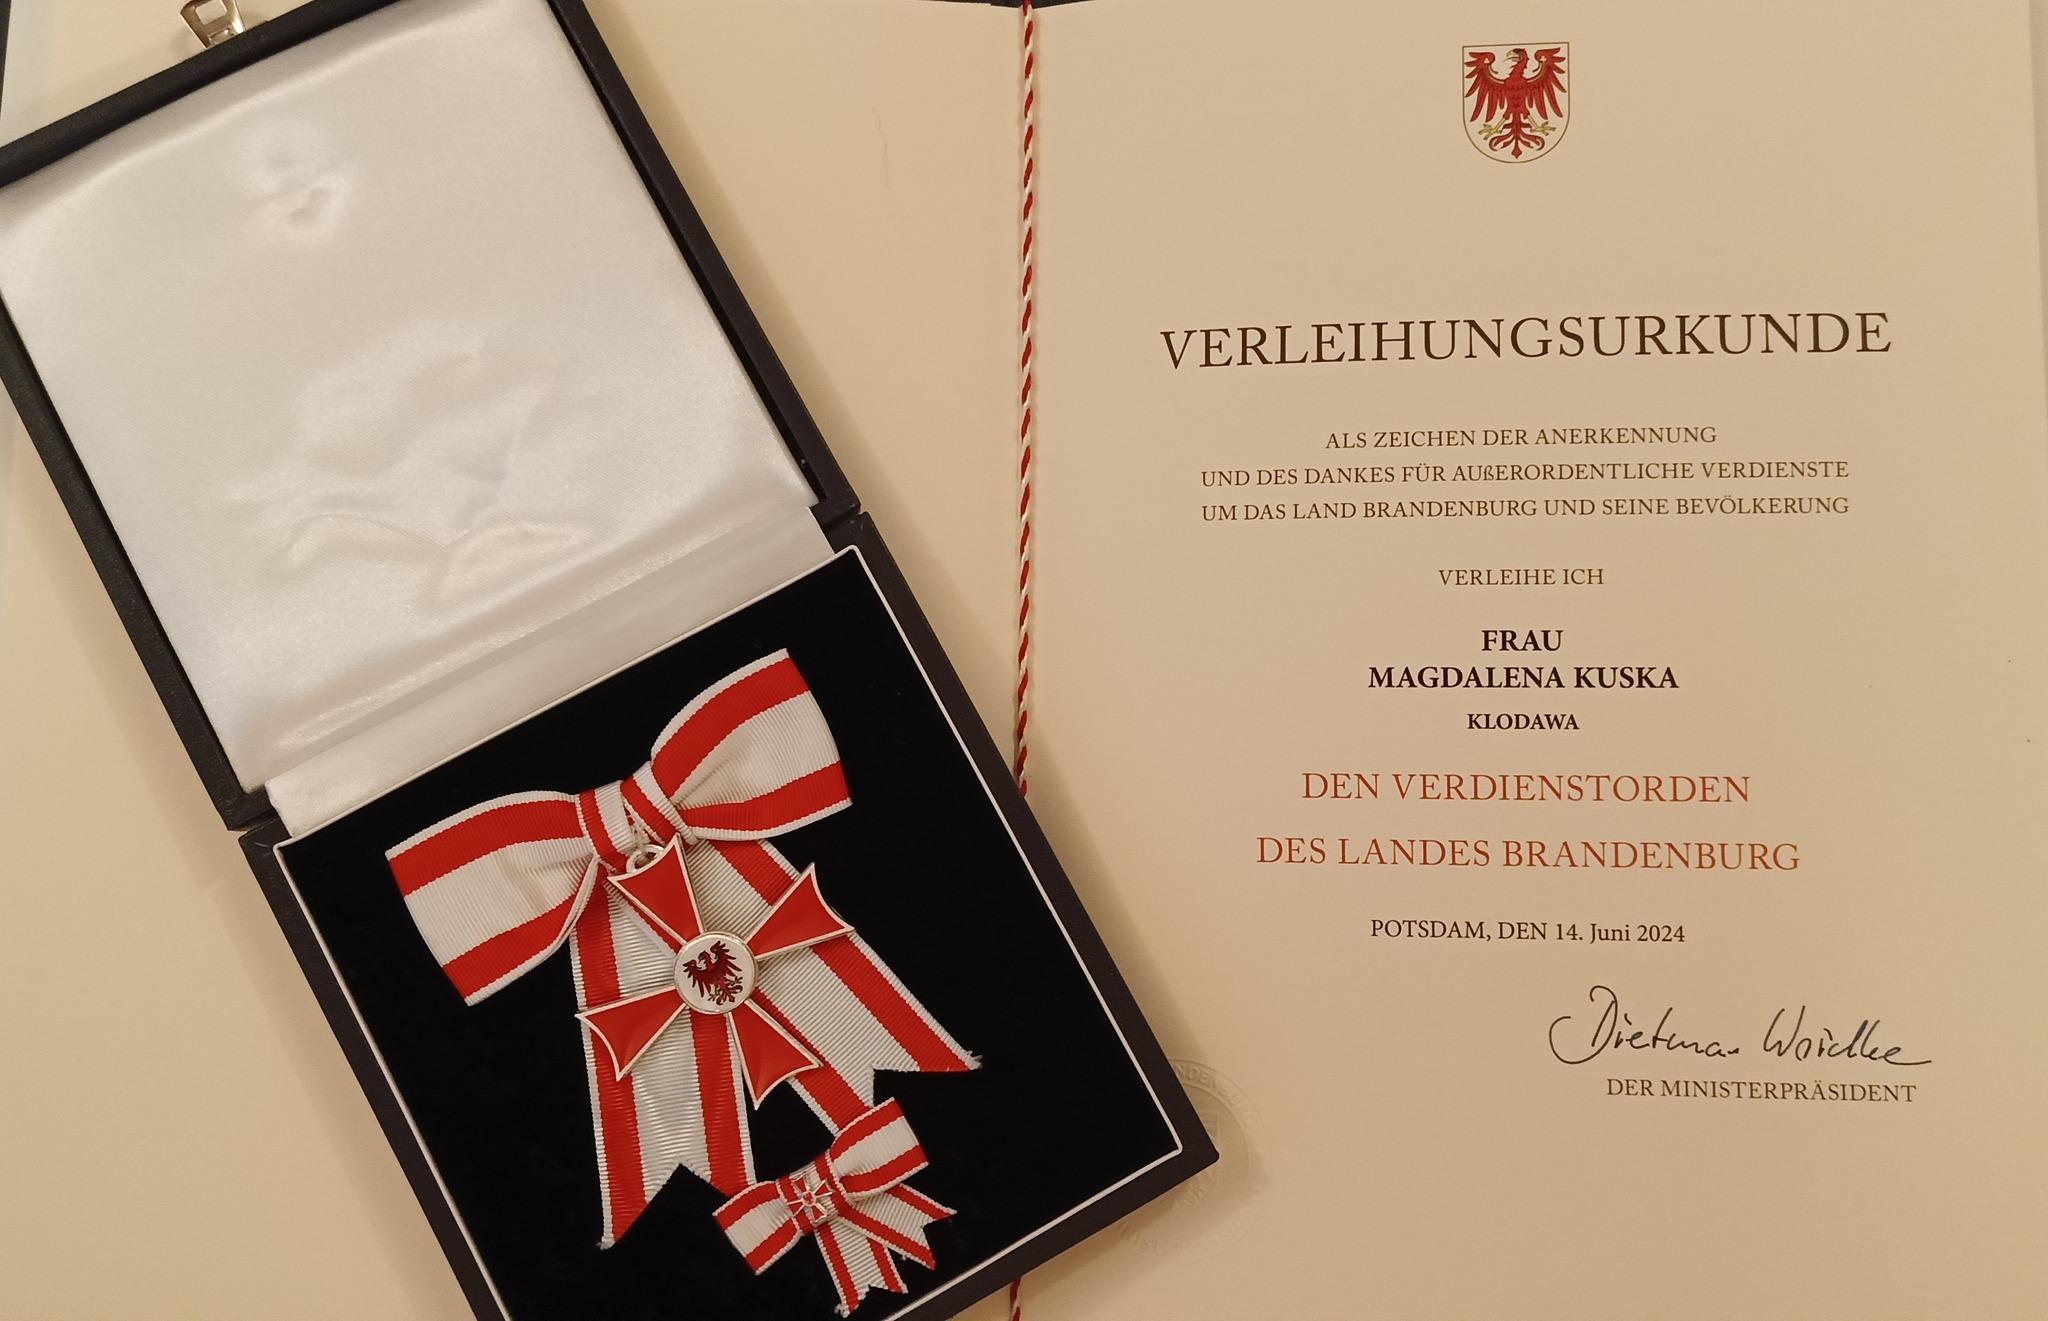 VERLEIHUNGSURKUNDE
ALS ZEICHEN DER ANERKENNUNG
UND DES DANKES FÜR AUßERORDENTLICHE VERDIENSTE
UM DAS LAND BRANDENBURG UND SEINE BEVÖLKERUNG
VERLEIHE ICH
FRAU
MAGDALENA KUSKA
KLODAWA
DEN VERDIENSTORDEN
DES LANDES BRANDENBURG
POTSDAM, DEN 14. Juni 2024
Dietmar Woidke
DER MINISTERPRÄSIDENT